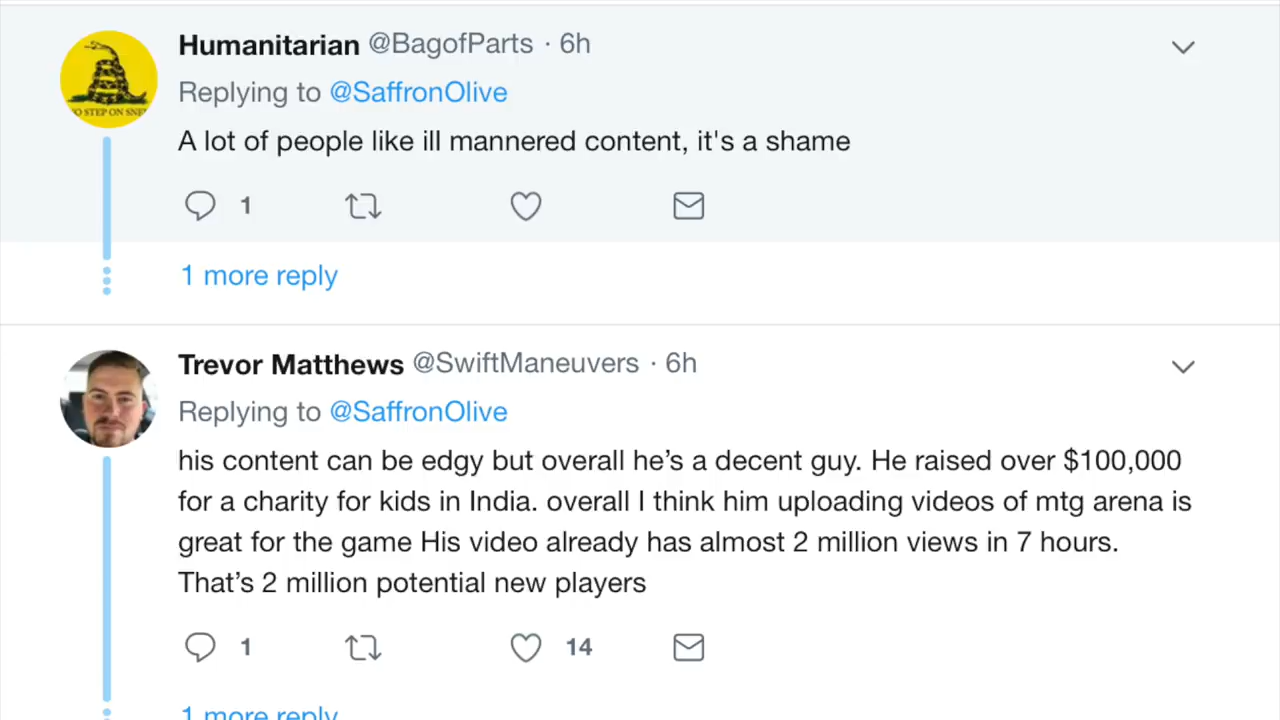 Humanitarian @BagofParts · 6h
Replying to @SaffronOlive
A lot of people like ill mannered content, it's a shame
1
1 more reply
Trevor Matthews @SwiftManeuvers · 6h
Replying to @SaffronOlive
his content can be edgy but overall he’s a decent guy. He raised over $100,000
for a charity for kids in India. overall I think him uploading videos of mtg arena is
great for the game His video already has almost 2 million views in 7 hours.
That’s 2 million potential new players
1 14
1 more reply